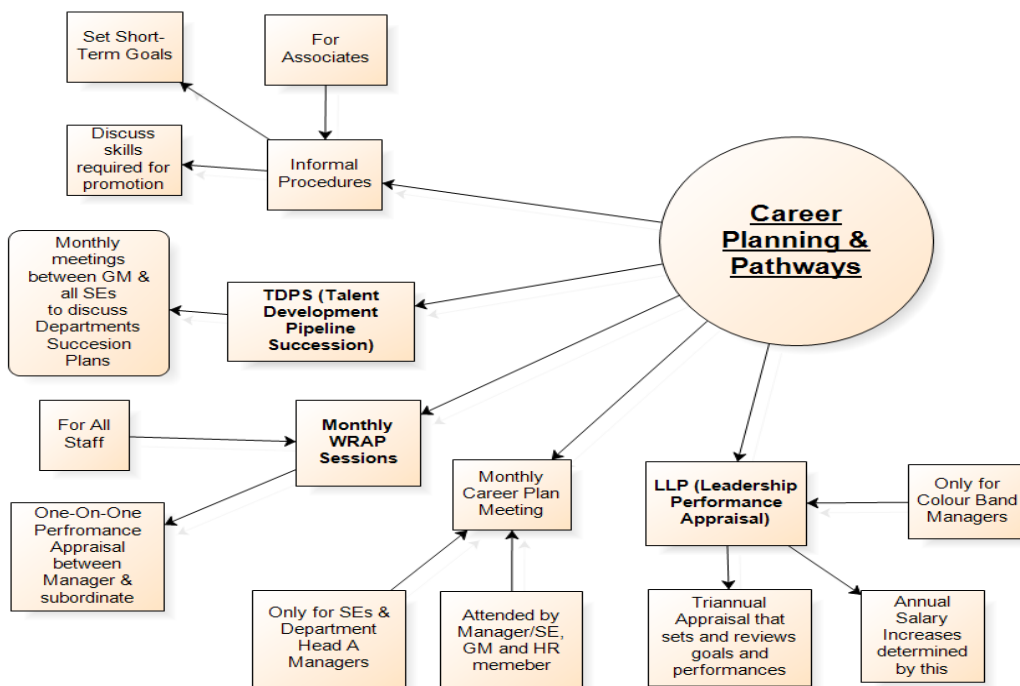 Set Short-
Term Goals
For
Associates
Discuss
skills
required for
promotion
Informal
Procedures
Career
Planning &
Pathways
Monthly
meetings
between GM &
all SEs
to discuss
Departments
Succesion
Plans
TDPS (Talent
Development
Pipeline
Succession)
For All
Staff
Monthly
WRAP
Sessions
One-On-One
Perfromance
Appraisal
between
Manager &
subordinate
Monthly
Career Plan
Meeting
Only for SEs &
Department
Head A
Managers
Attended by
Manager/SE,
GM and HR
memeber
LLP (Leadership
Performance
Appraisal)
Only for
Colour Band
Managers
Triannual
Appraisal that
sets and reviews
goals and
performances
Annual
Salary
Increases
determined
by this